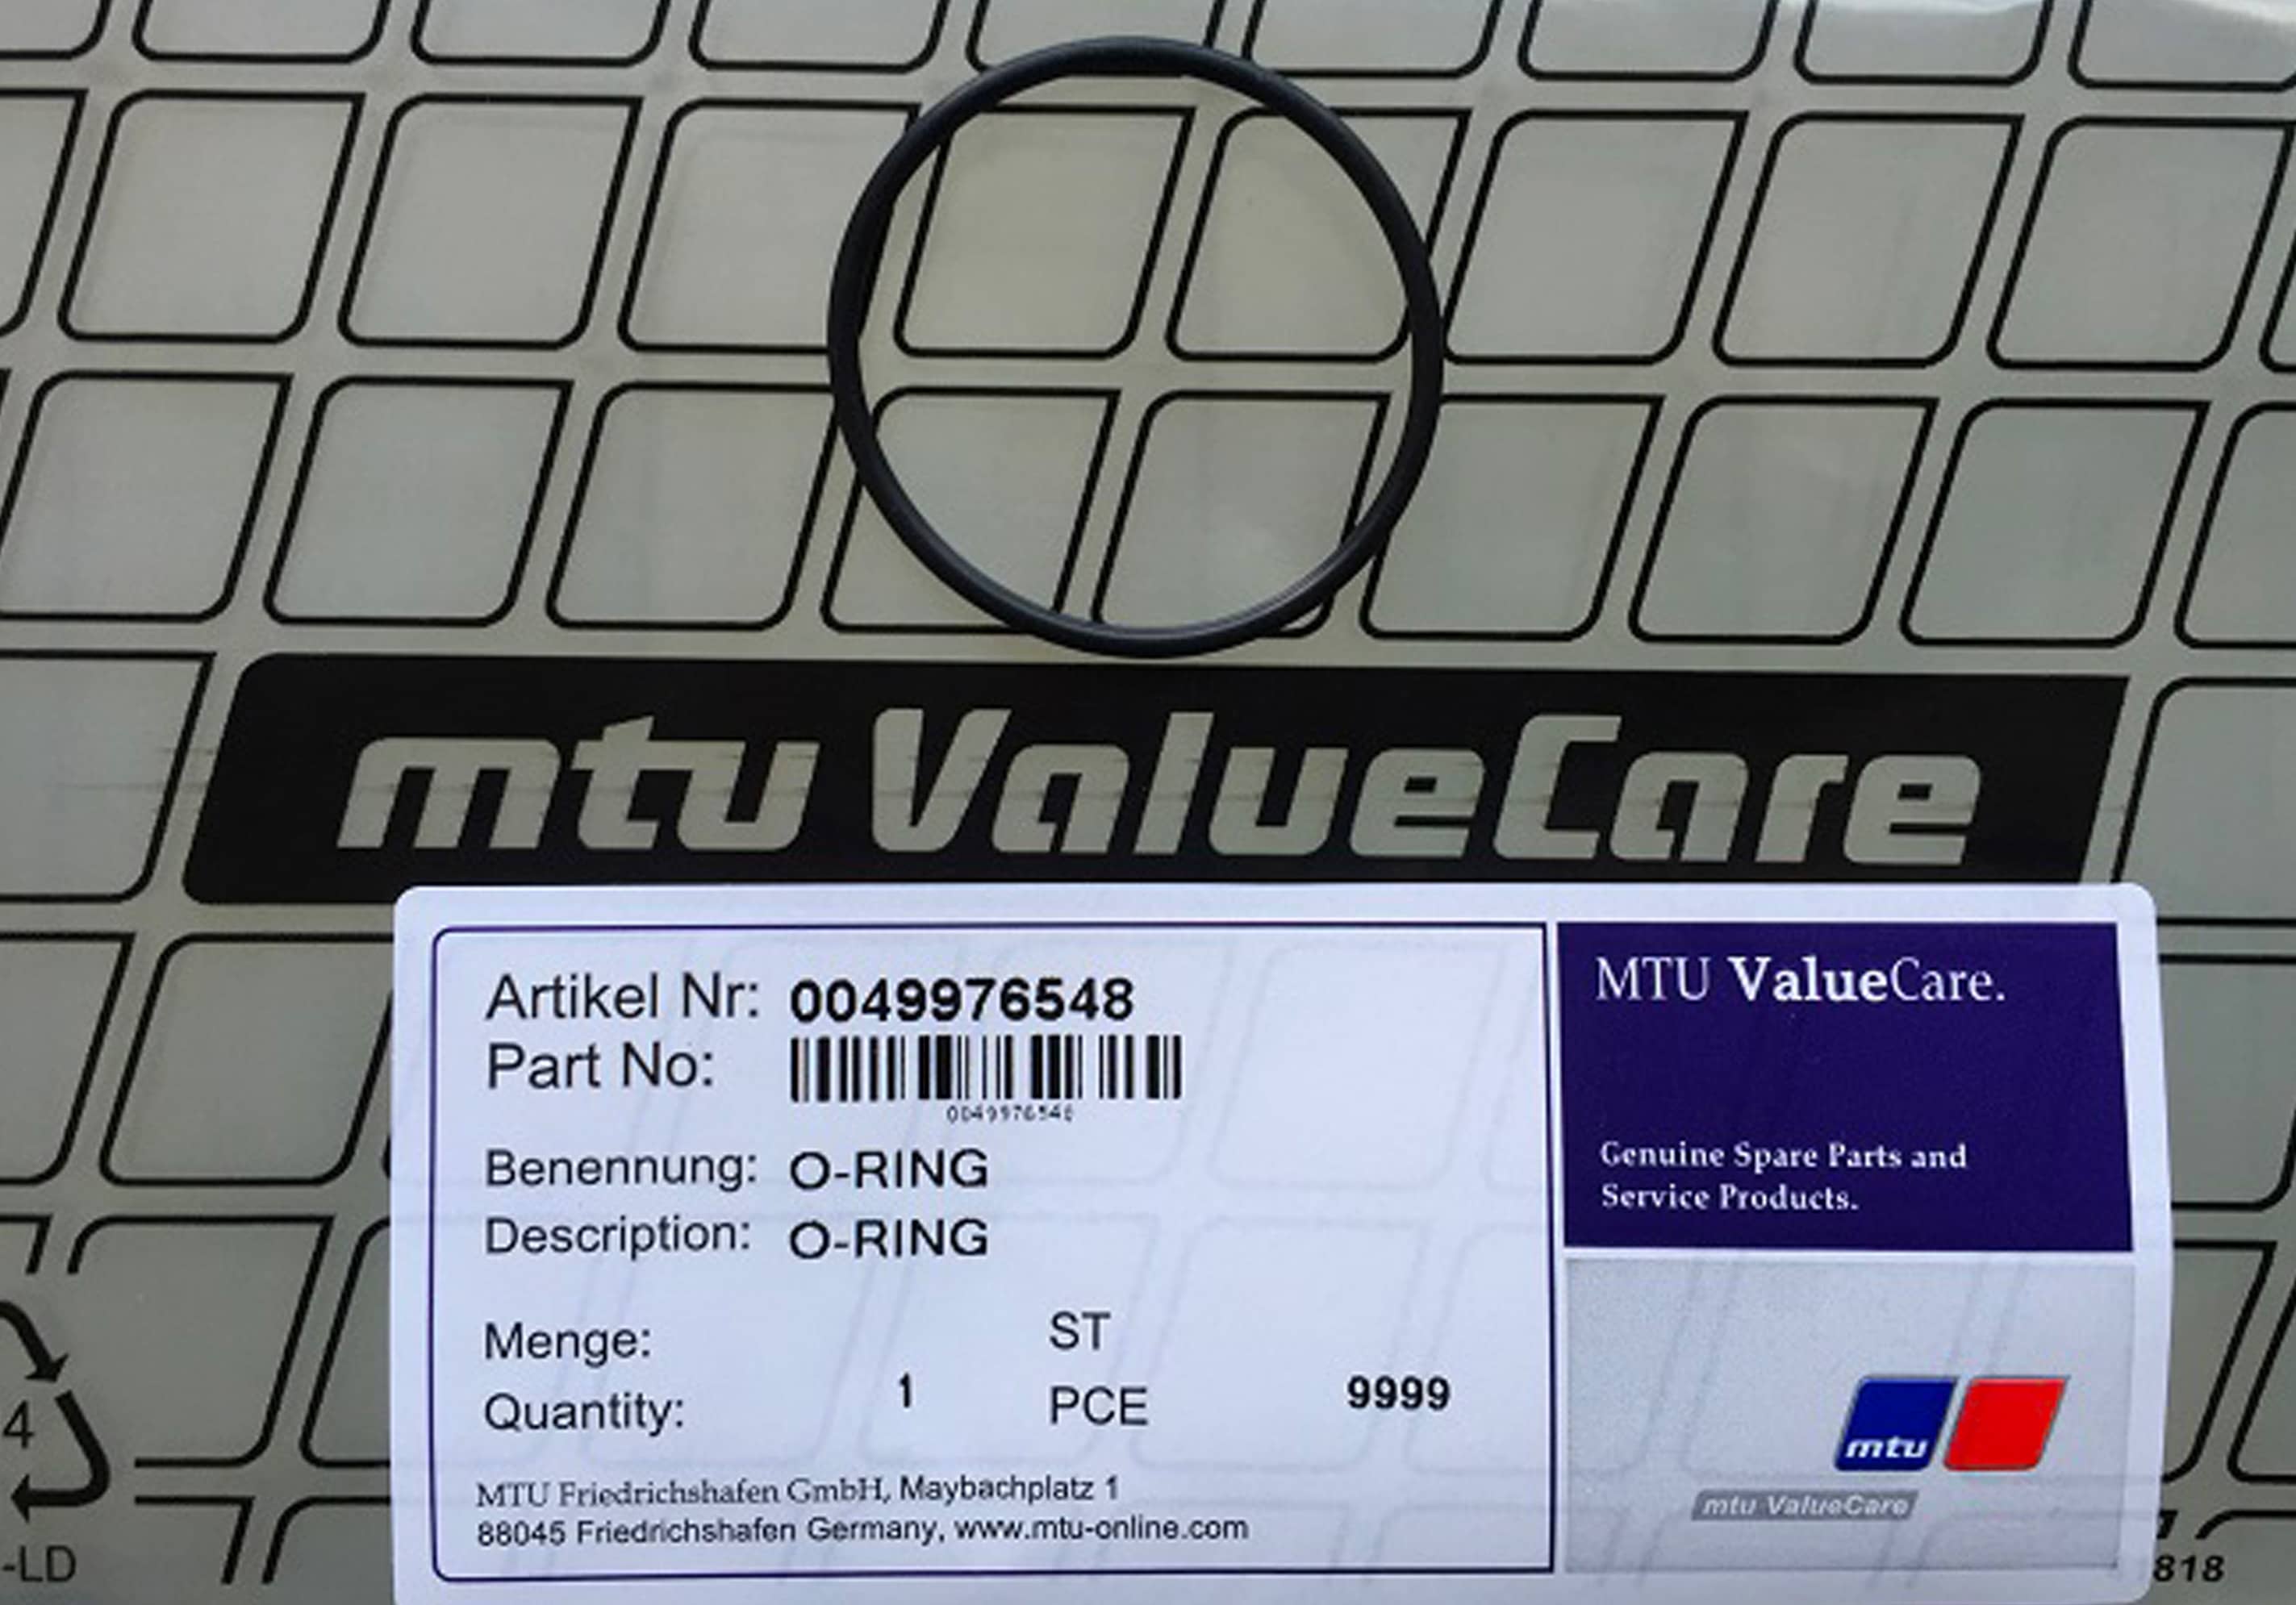 mtu ValueCare
Artikel Nr: 0049976548
Part No:
0049976548
Benennung: O-RING
Description: O-RING
Menge: ST
Quantity: 1 PCE 9999
MTU Friedrichshafen GmbH, Maybachplatz 1
88045 Friedrichshafen Germany, www.mtu-online.com
MTU ValueCare.
Genuine Spare Parts and
Service Products.
mtu
mtu ValueCare
4
-LD
818